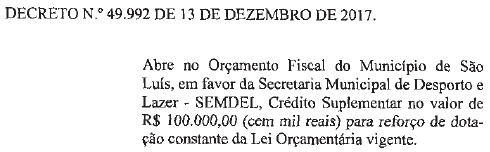 DECRETO N.º 49.992 DE 13 DE DEZEMBRO DE 2017.
Abre no Orçamento Fiscal do Município de São
Luís, em favor da Secretaria Municipal de Desporto e
Lazer - SEMDEL, Crédito Suplementar no valor de
R$ 100.000,00 (cem mil reais) para reforço de dota-
ção constante da Lei Orçamentária vigente.